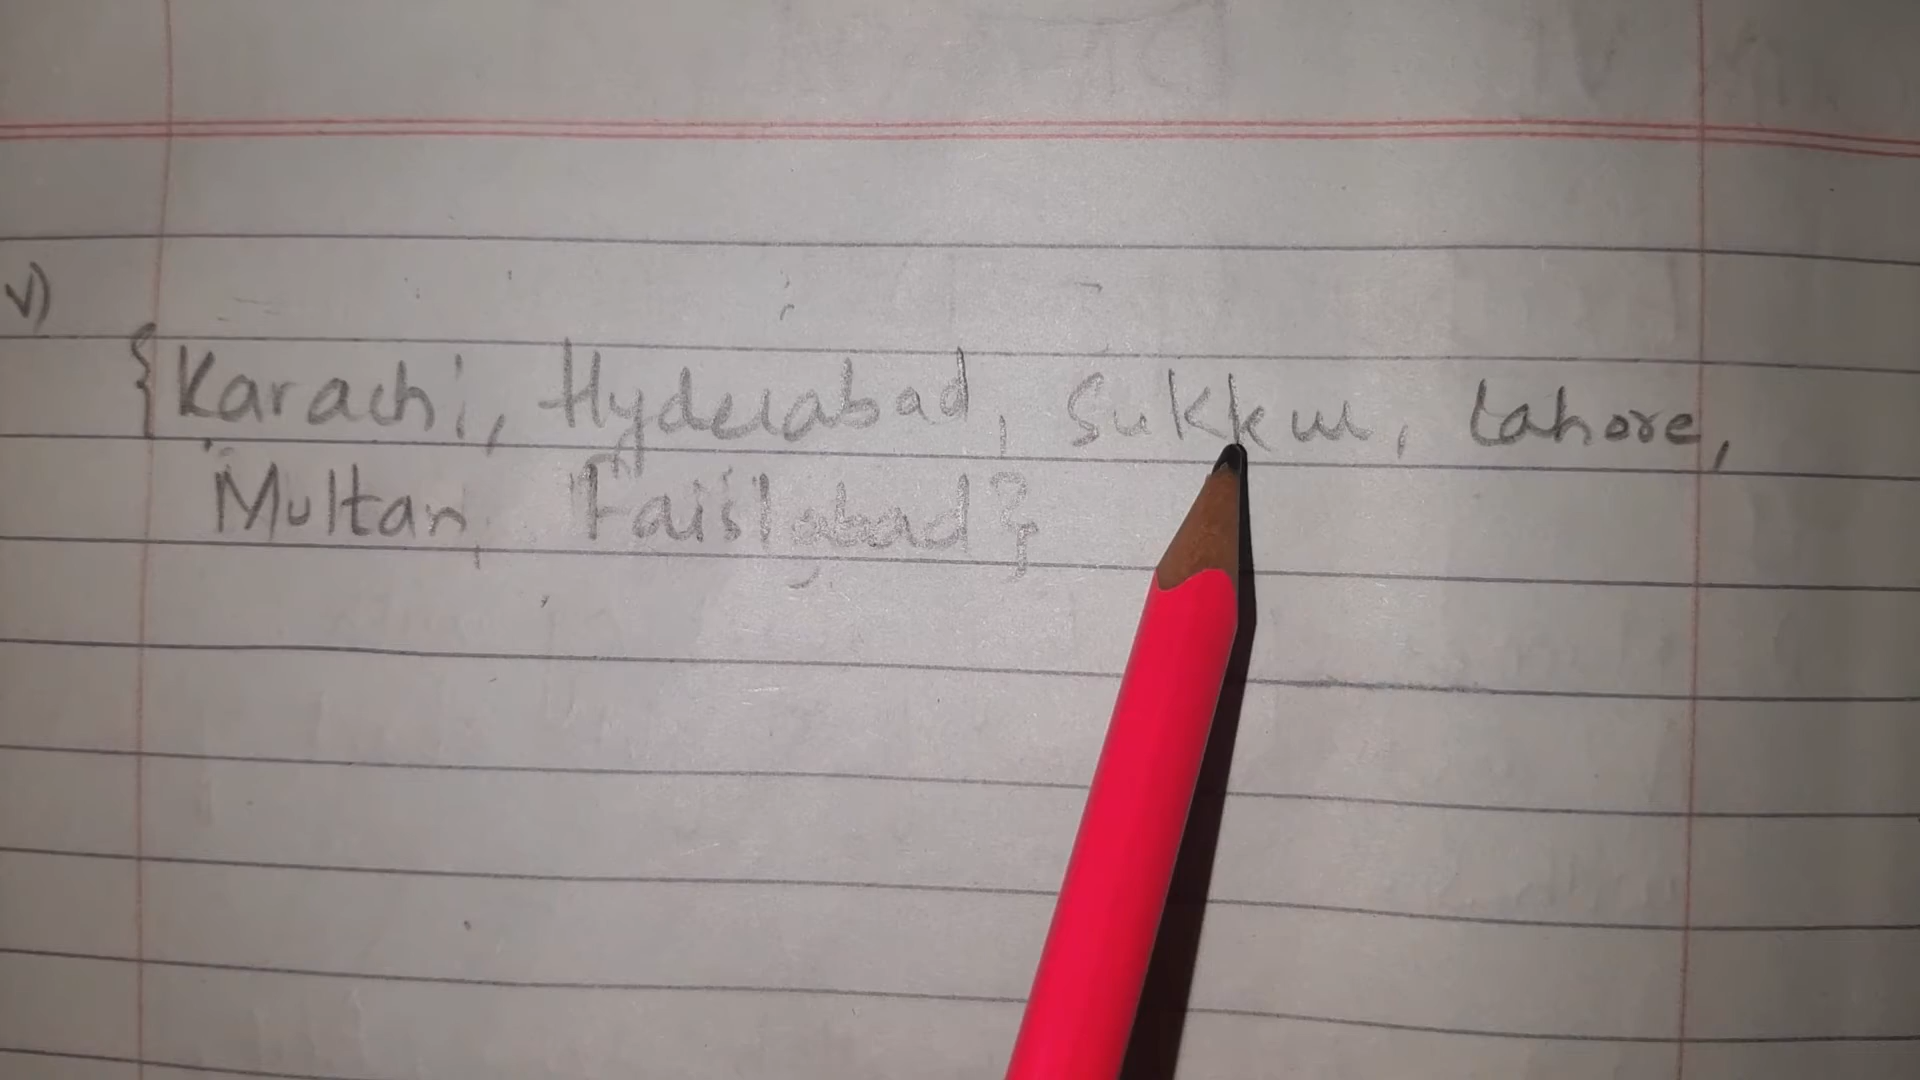 v)
{Karachi, Hyderabad, Sukkur, Lahore,
Multan, Faislabad}